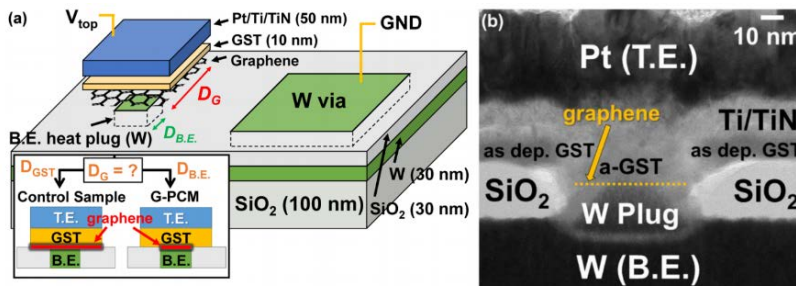 (a)
V_top
Pt/Ti/TiN (50 nm)
GST (10 nm)
Graphene
GND
W via
D_G
D_B.E.
B.E. heat plug (W)
W (30 nm)
SiO₂ (30 nm)
SiO₂ (100 nm)
D_GST
D_G = ?
D_B.E.
Control Sample
G-PCM
graphene
T.E.
T.E.
GST
GST
B.E.
B.E.
(b)
10 nm
Pt (T.E.)
graphene
Ti/TiN
as dep. GST
as dep. GST
a-GST
SiO₂
SiO₂
W Plug
W (B.E.)